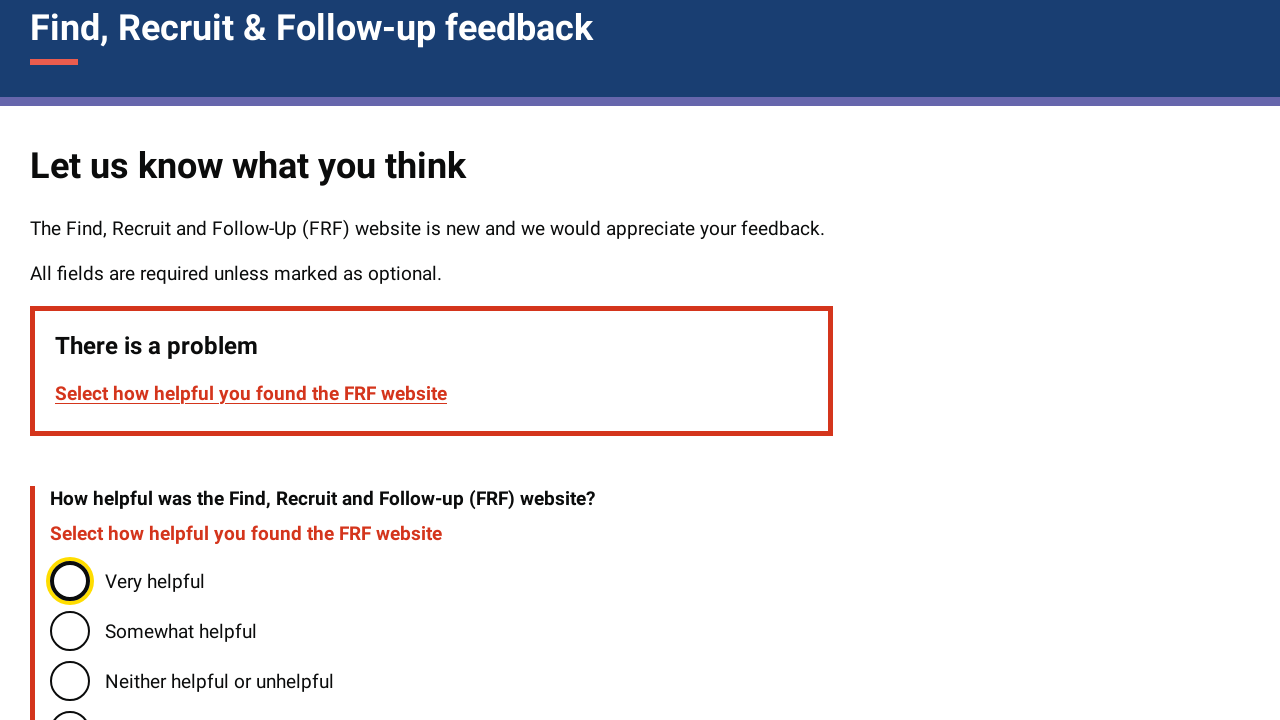 Find, Recruit & Follow-up feedback
Let us know what you think
The Find, Recruit and Follow-Up (FRF) website is new and we would appreciate your feedback.
All fields are required unless marked as optional.
There is a problem
Select how helpful you found the FRF website
How helpful was the Find, Recruit and Follow-up (FRF) website?
Select how helpful you found the FRF website
Very helpful
Somewhat helpful
Neither helpful or unhelpful